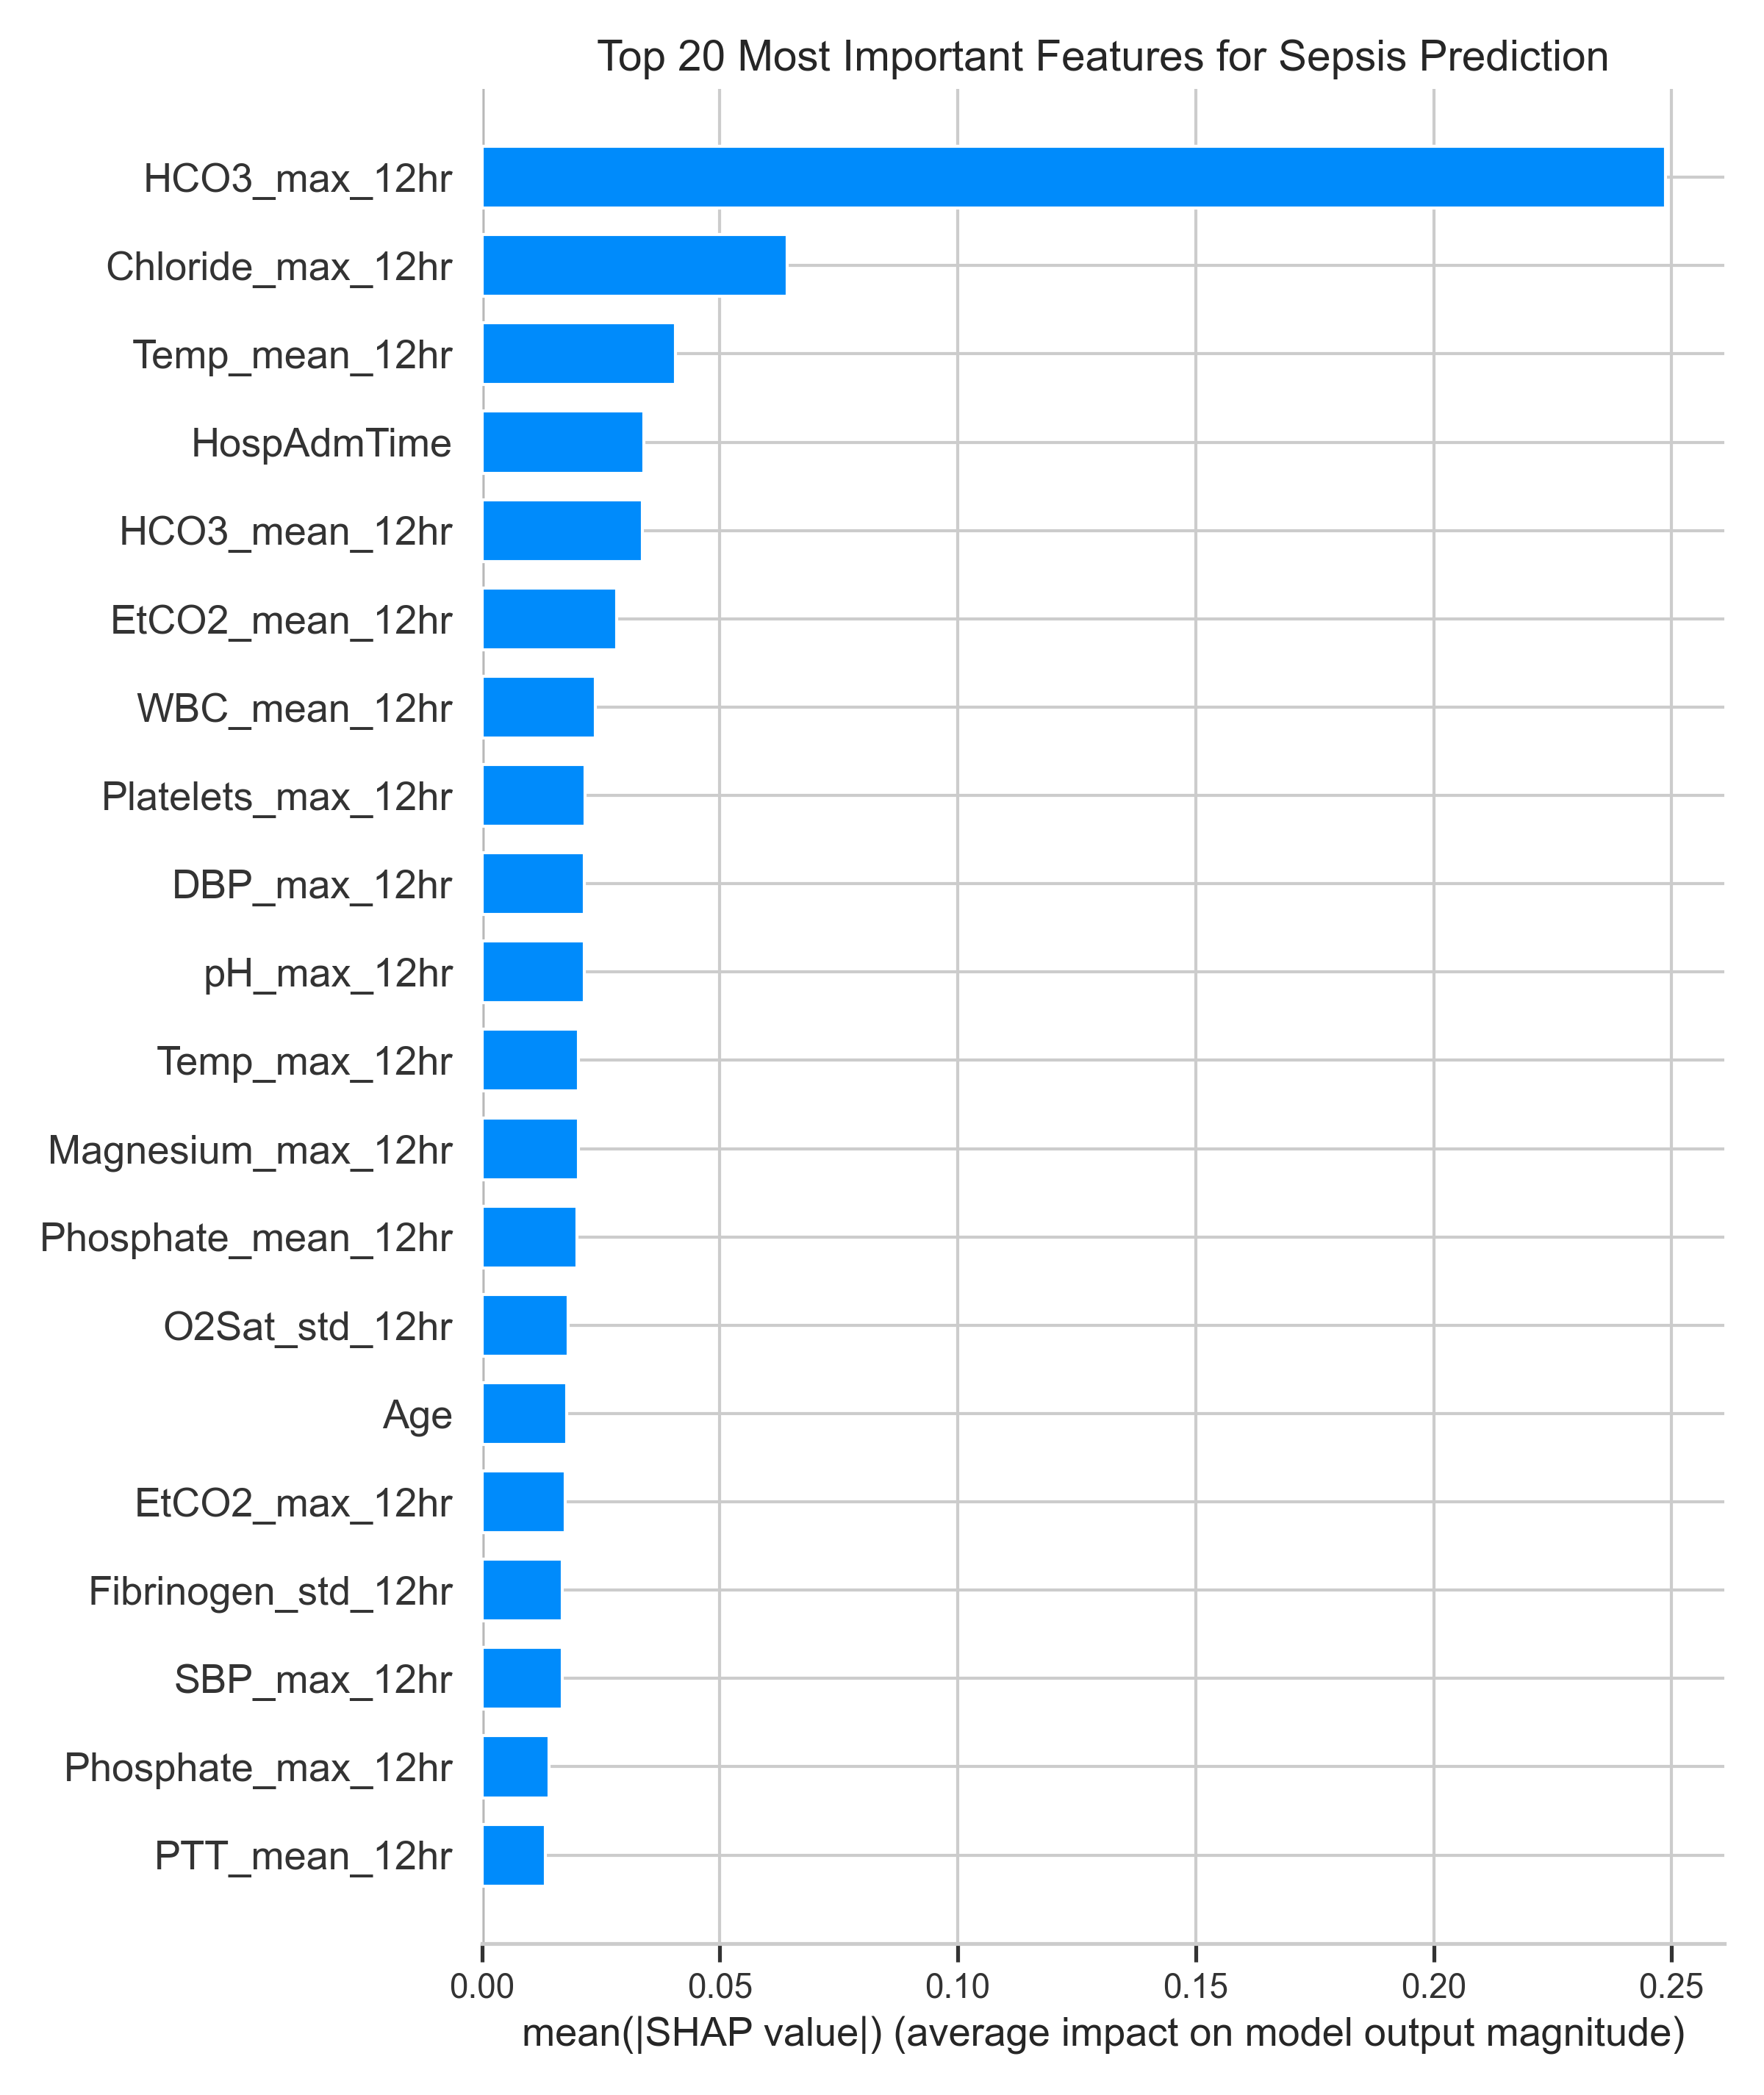 Top 20 Most Important Features for Sepsis Prediction
HCO3_max_12hr
Chloride_max_12hr
Temp_mean_12hr
HospAdmTime
HCO3_mean_12hr
EtCO2_mean_12hr
WBC_mean_12hr
Platelets_max_12hr
DBP_max_12hr
pH_max_12hr
Temp_max_12hr
Magnesium_max_12hr
Phosphate_mean_12hr
O2Sat_std_12hr
Age
EtCO2_max_12hr
Fibrinogen_std_12hr
SBP_max_12hr
Phosphate_max_12hr
PTT_mean_12hr
0.00 0.05 0.10 0.15 0.20 0.25
mean(|SHAP value|) (average impact on model output magnitude)